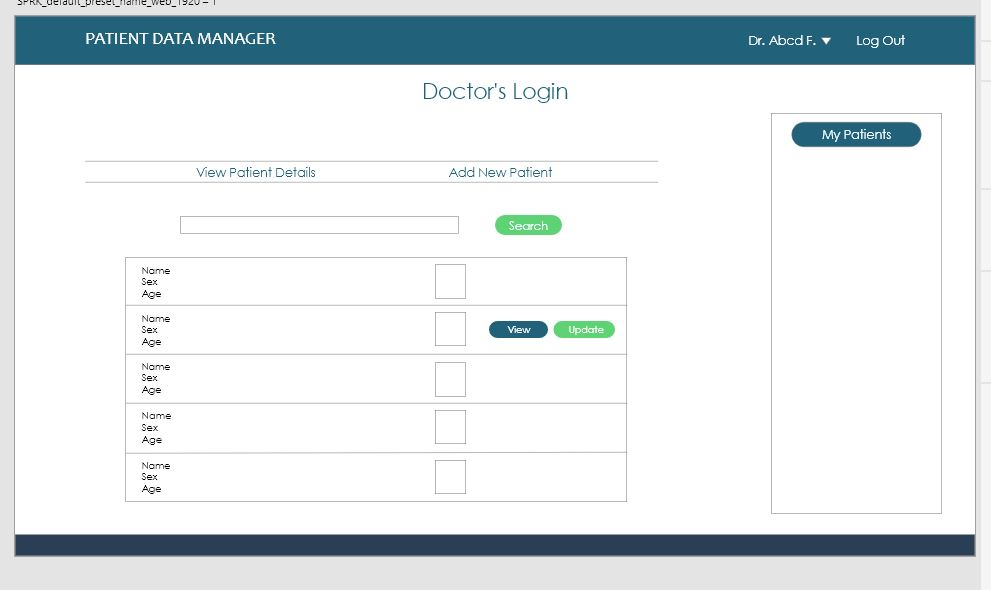 SPRK_default_preset_name_web_1920 – 1
PATIENT DATA MANAGER
Dr. Abcd F. ▼ Log Out
Doctor's Login
My Patients
View Patient Details Add New Patient
Search
Name
Sex
Age
Name
Sex
Age
View Update
Name
Sex
Age
Name
Sex
Age
Name
Sex
Age